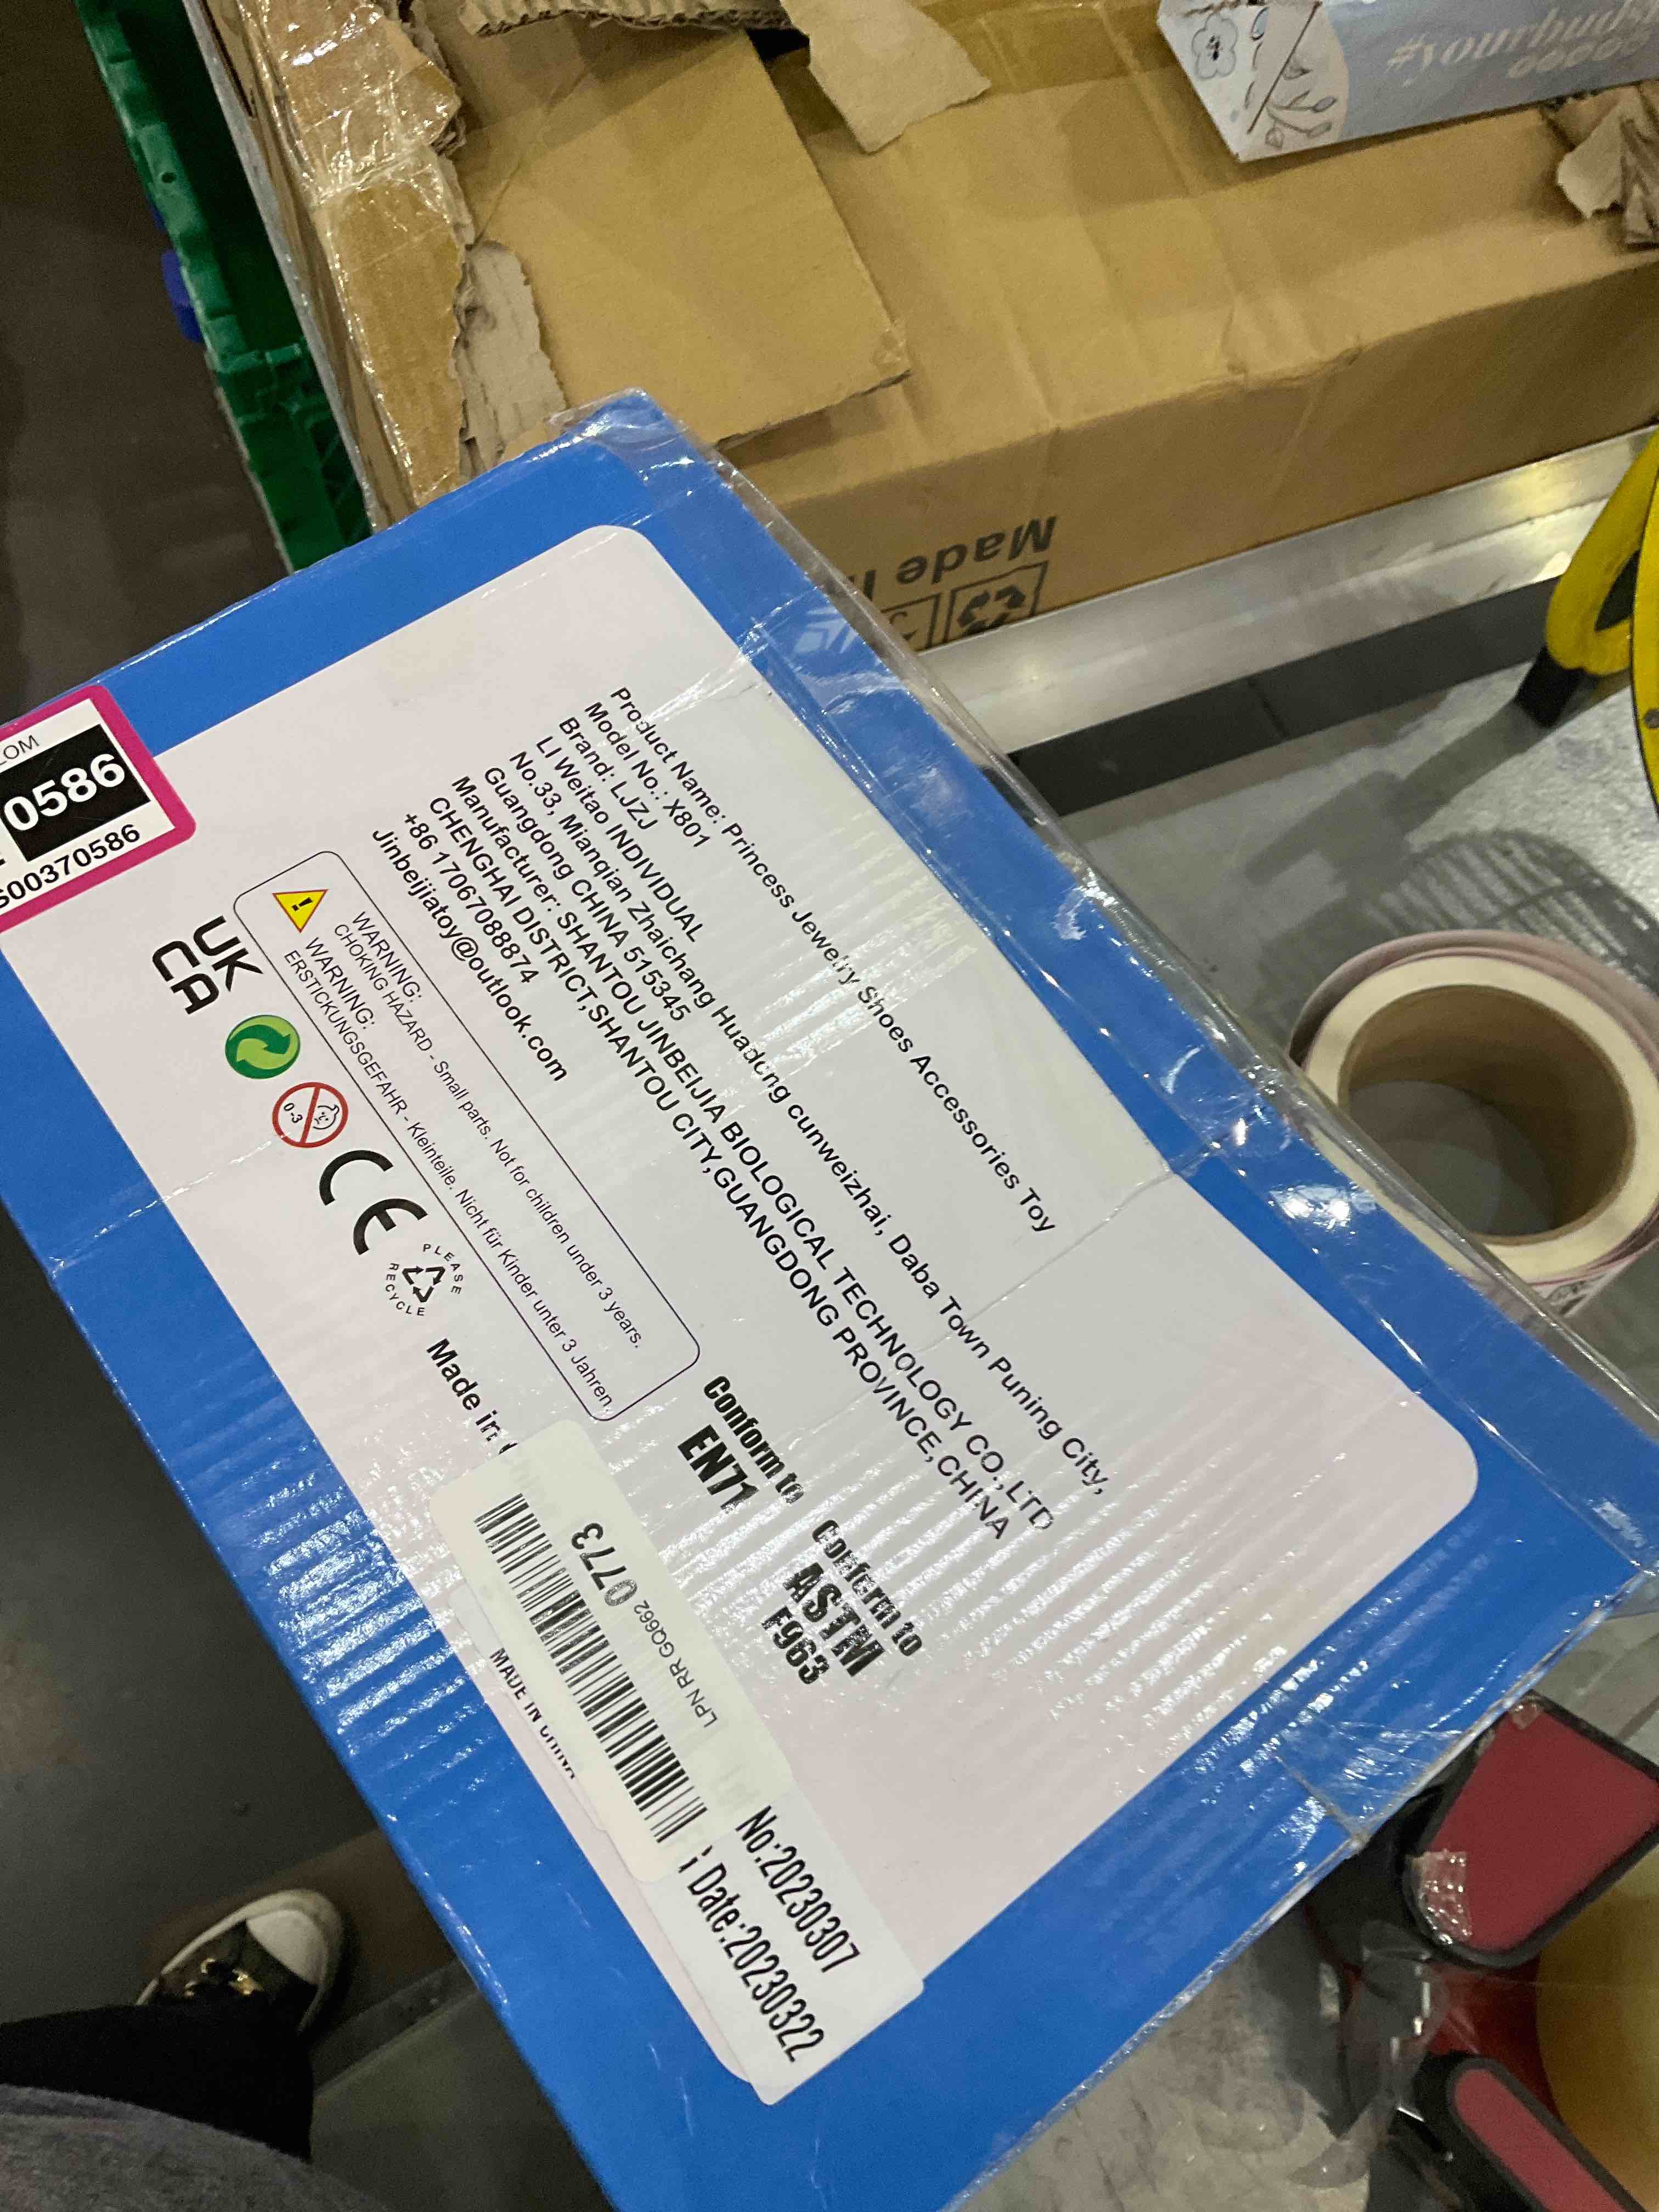 #yourbud
Made
.OM
0586
500370586
Product Name: Princess Jewelry Shoes Accessories Toy
Model No.: X801
Brand: LJZJ
LI Weitao INDIVIDUAL
No.33, Mianqian Zhaichang Huadong cunweizhai, Daba Town Puning City,
Guangdong CHINA 515345
Manufacturer: SHANTOU JINBEIJIA BIOLOGICAL TECHNOLOGY CO.,LTD
CHENGHAI DISTRICT,SHANTOU CITY,GUANGDONG PROVINCE,CHINA
+86 17067088874
Jinbeijiatoy@outlook.com
WARNING:
CHOKING HAZARD - Small parts. Not for children under 3 years.
WARNING:
ERSTICKUNGSGEFAHR - Kleinteile. Nicht für Kinder unter 3 Jahren.
UK
CA
0-3
CE
PLEASE
RECYCLE
Made in
Conform to
EN71
Conform to
ASTM
F963
LPN RR GQ662 0773
MADE IN CHINA
No:20230307
Date:20230322